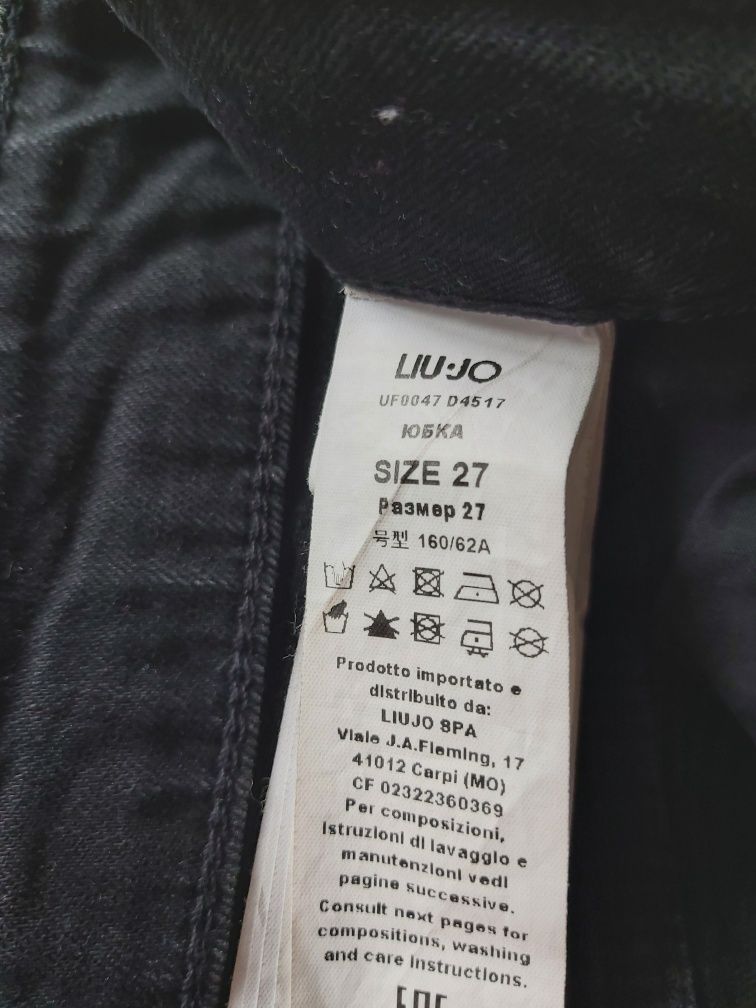 LIU·JO
UF0047 D4517
ЮБКА
SIZE 27
Размер 27
号型 160/62A
Prodotto importato e
distribuito da:
LIUJO SPA
Viale J.A.Fleming, 17
41012 Carpi (MO)
CF 02322360369
Per composizioni,
istruzioni di lavaggio e
manutenzioni vedi
pagine successive.
Consult next pages for
compositions, washing
and care instructions.